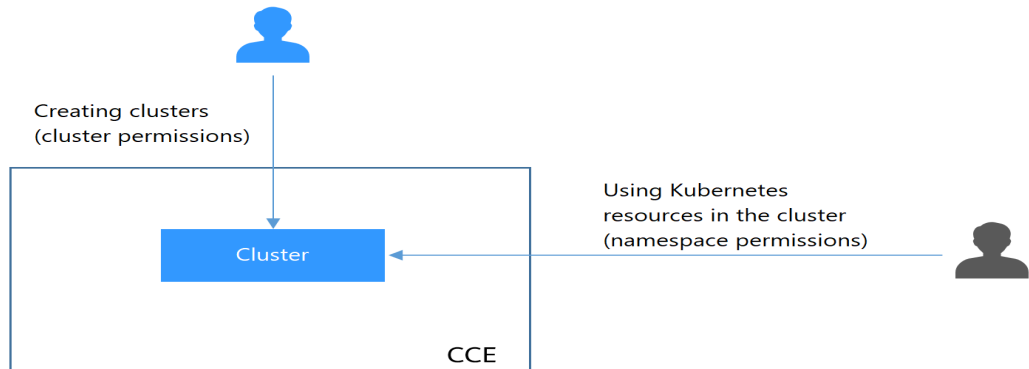 Creating clusters
(cluster permissions)
Using Kubernetes
resources in the cluster
(namespace permissions)
Cluster
CCE